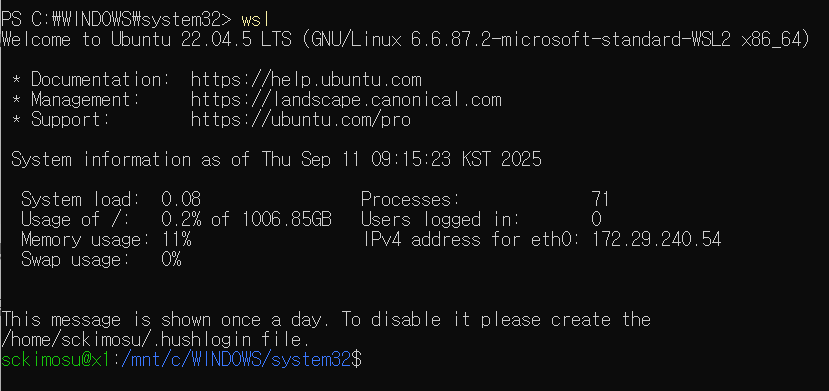 PS C:₩WINDOWS₩system32> wsl
Welcome to Ubuntu 22.04.5 LTS (GNU/Linux 6.6.87.2-microsoft-standard-WSL2 x86_64)
* Documentation:  https://help.ubuntu.com
* Management:     https://landscape.canonical.com
* Support:        https://ubuntu.com/pro
System information as of Thu Sep 11 09:15:23 KST 2025
System load:  0.08                Processes:             71
Usage of /:   0.2% of 1006.85GB   Users logged in:       0
Memory usage: 11%                 IPv4 address for eth0: 172.29.240.54
Swap usage:   0%
This message is shown once a day. To disable it please create the
/home/sckimosu/.hushlogin file.
sckimosu@x1:/mnt/c/WINDOWS/system32$